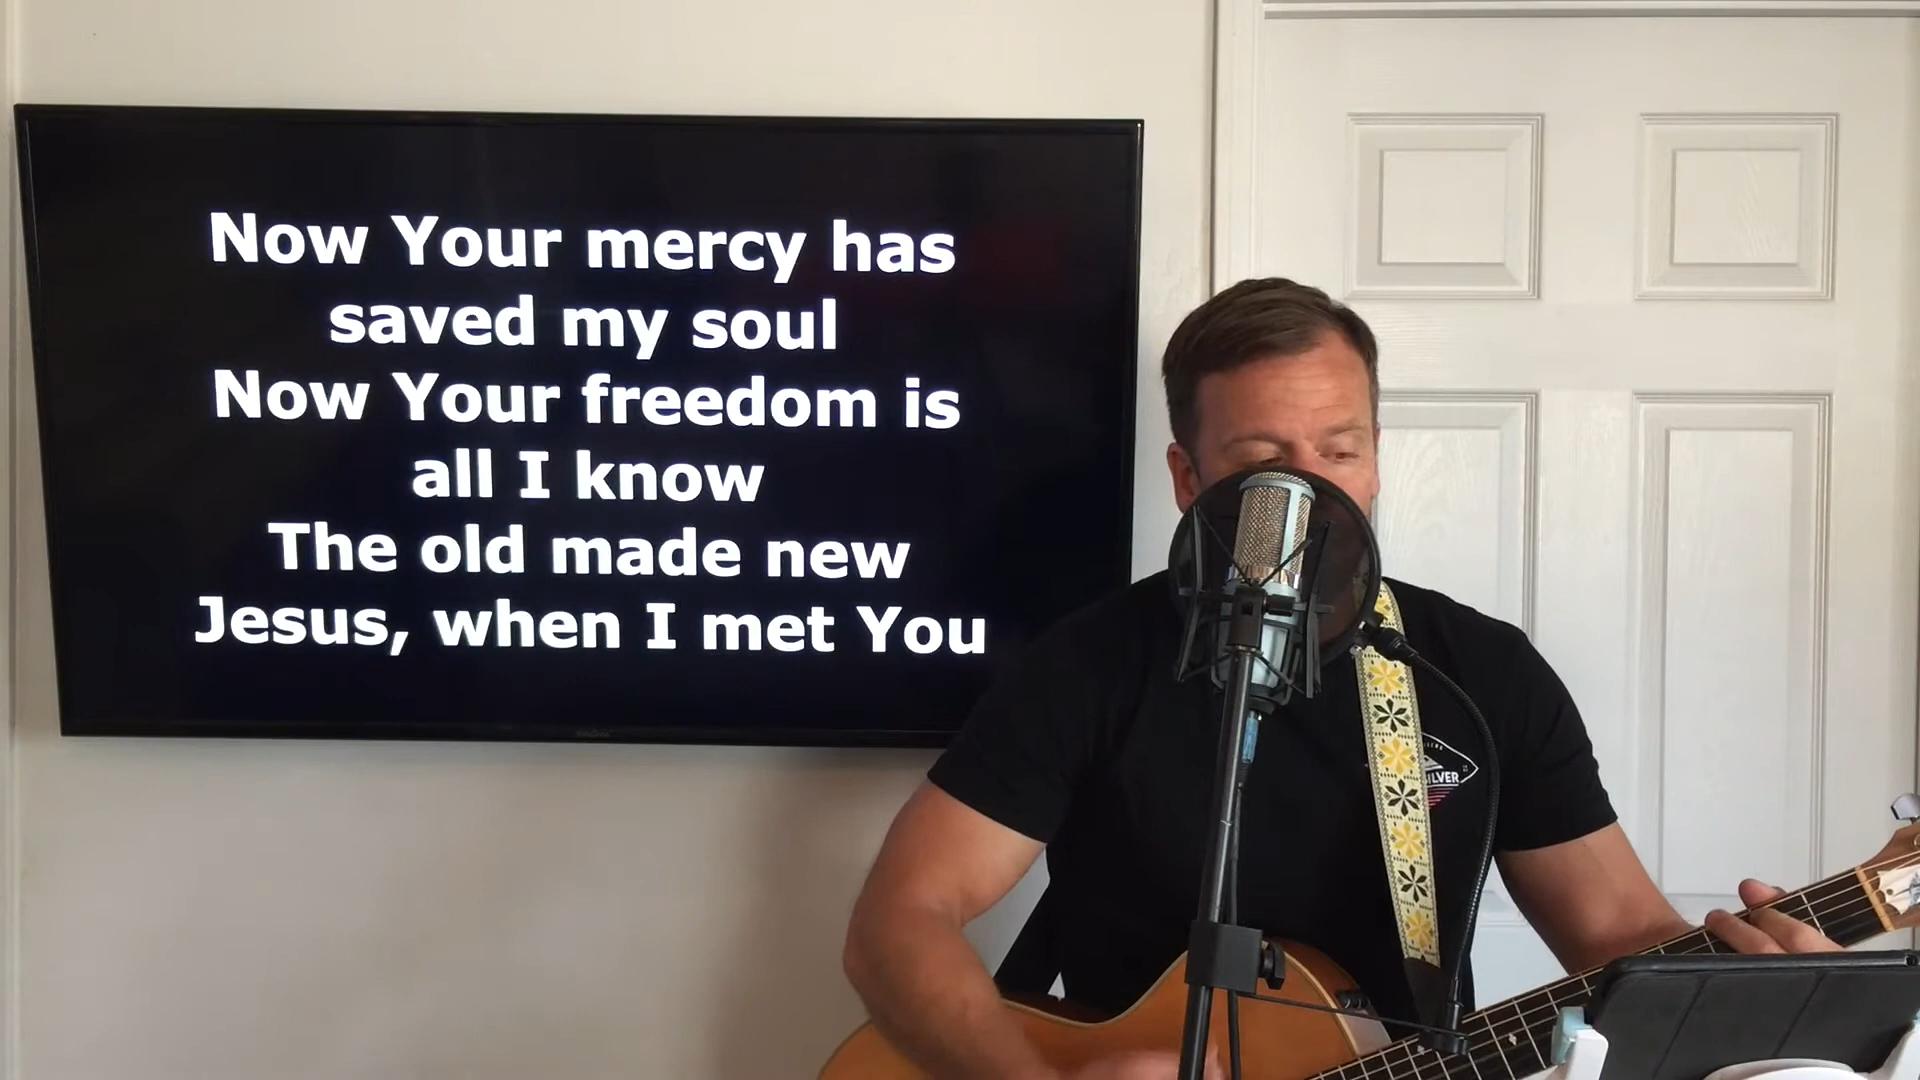 Now Your mercy has
saved my soul
Now Your freedom is
all I know
The old made new
Jesus, when I met You